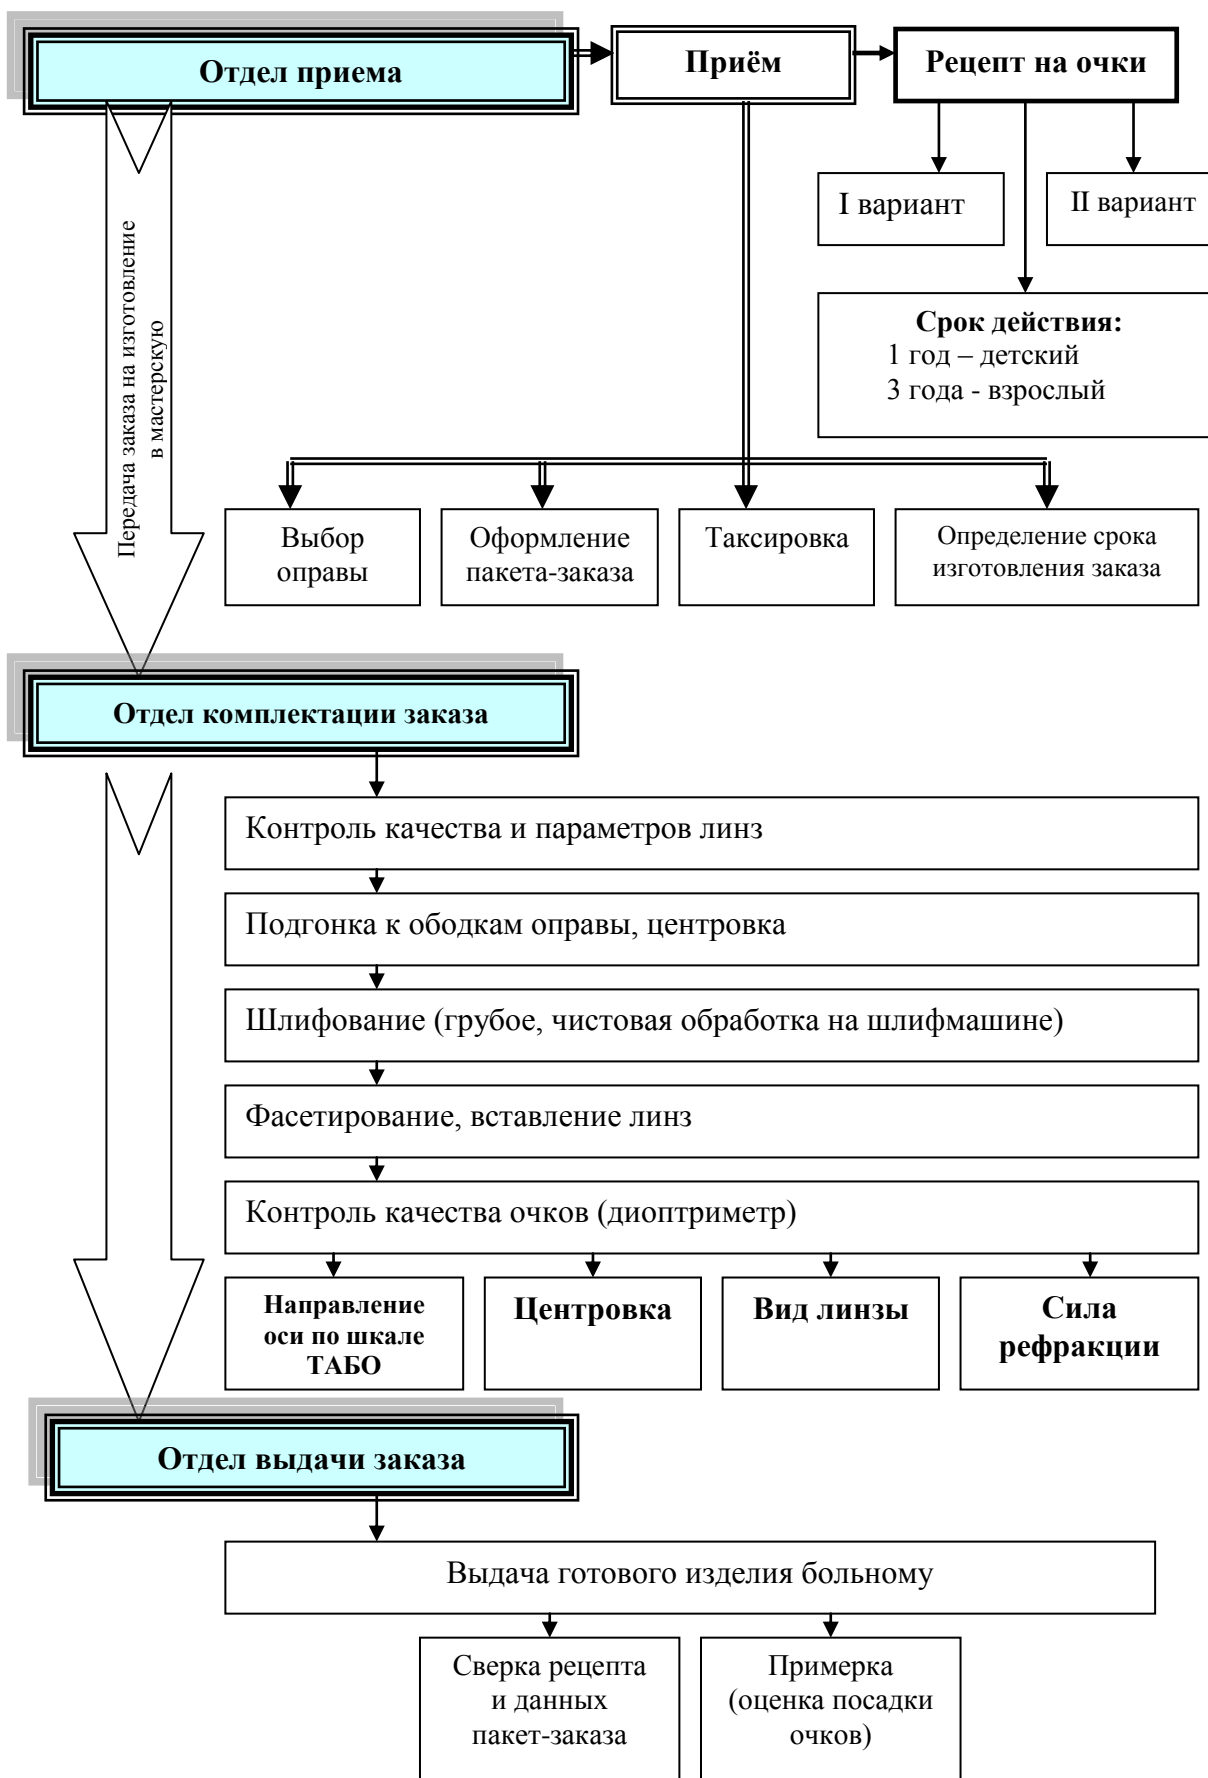 Отдел приема
Приём
Рецепт на очки
I вариант
II вариант
Срок действия:
1 год – детский
3 года - взрослый
Передача заказа на изготовление
в мастерскую
Выбор
оправы
Оформление
пакета-заказа
Таксировка
Определение срока
изготовления заказа
Отдел комплектации заказа
Контроль качества и параметров линз
Подгонка к ободкам оправы, центровка
Шлифование (грубое, чистовая обработка на шлифмашине)
Фасетирование, вставление линз
Контроль качества очков (диоптриметр)
Направление
оси по шкале
ТАБО
Центровка
Вид линзы
Сила
рефракции
Отдел выдачи заказа
Выдача готового изделия больному
Сверка рецепта
и данных
пакет-заказа
Примерка
(оценка посадки
очков)